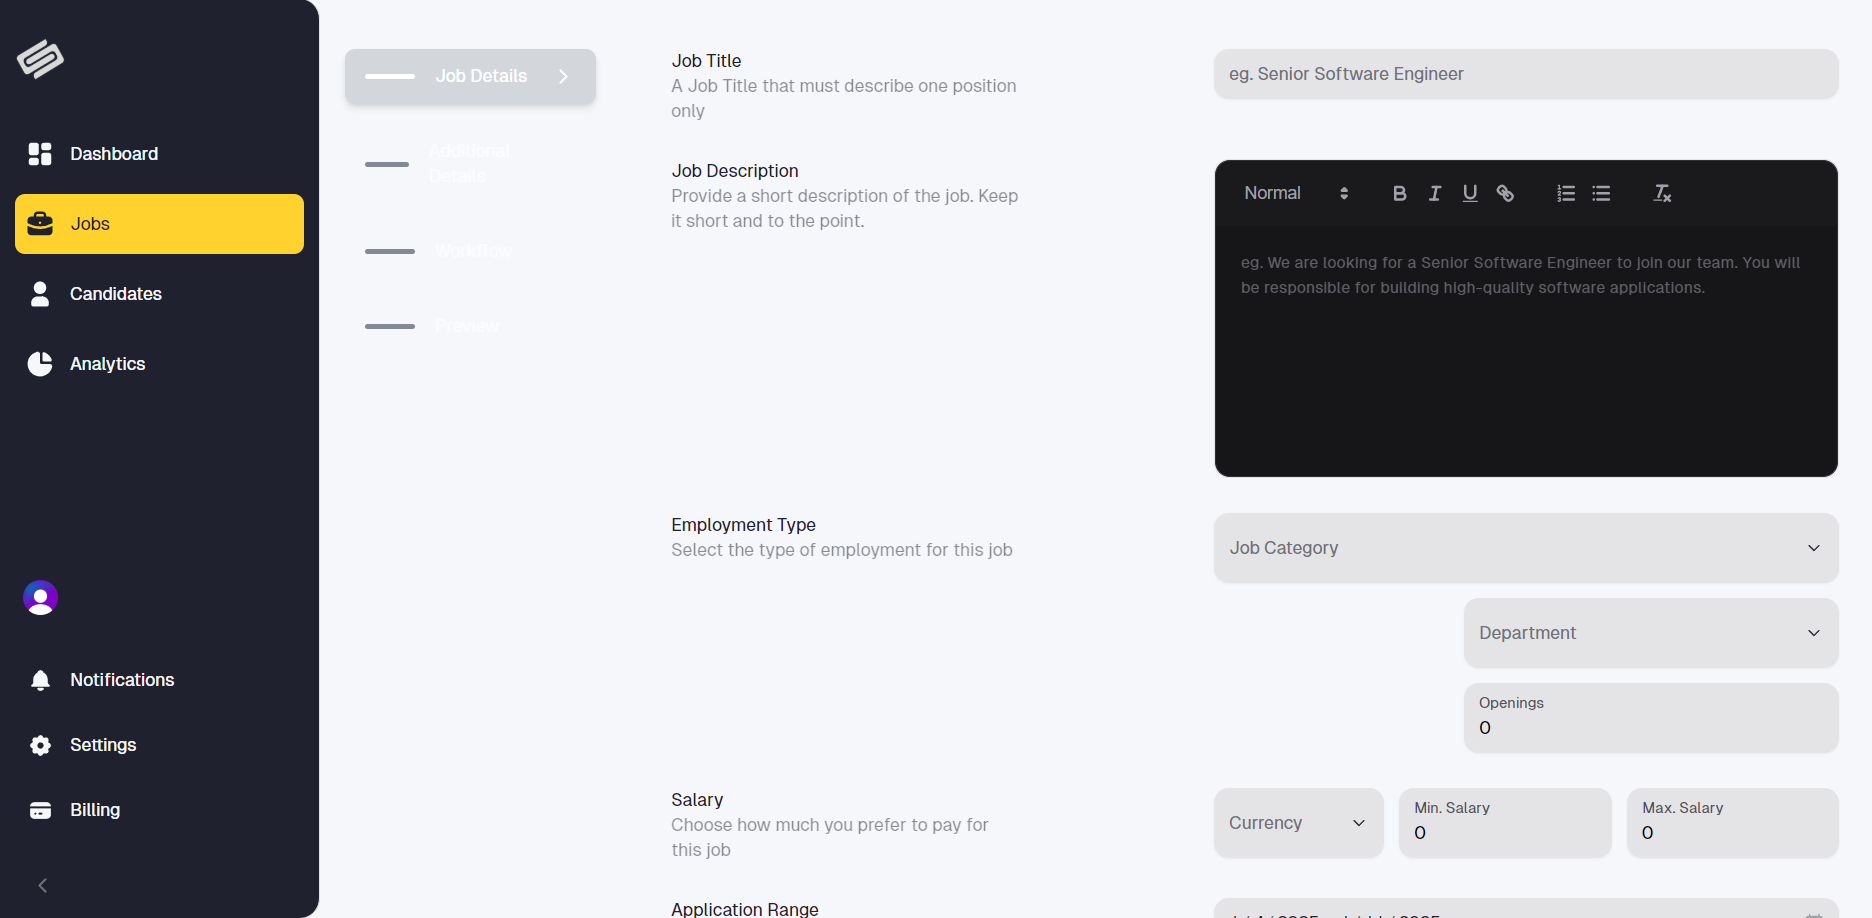 Dashboard
Jobs
Candidates
Analytics
Notifications
Settings
Billing
Job Details
Additional
Details
Workflow
Preview
Job Title
A Job Title that must describe one position
only
eg. Senior Software Engineer
Job Description
Provide a short description of the job. Keep
it short and to the point.
Normal
eg. We are looking for a Senior Software Engineer to join our team. You will
be responsible for building high-quality software applications.
Employment Type
Select the type of employment for this job
Job Category
Department
Openings
0
Salary
Choose how much you prefer to pay for
this job
Currency
Min. Salary
0
Max. Salary
0
Application Range